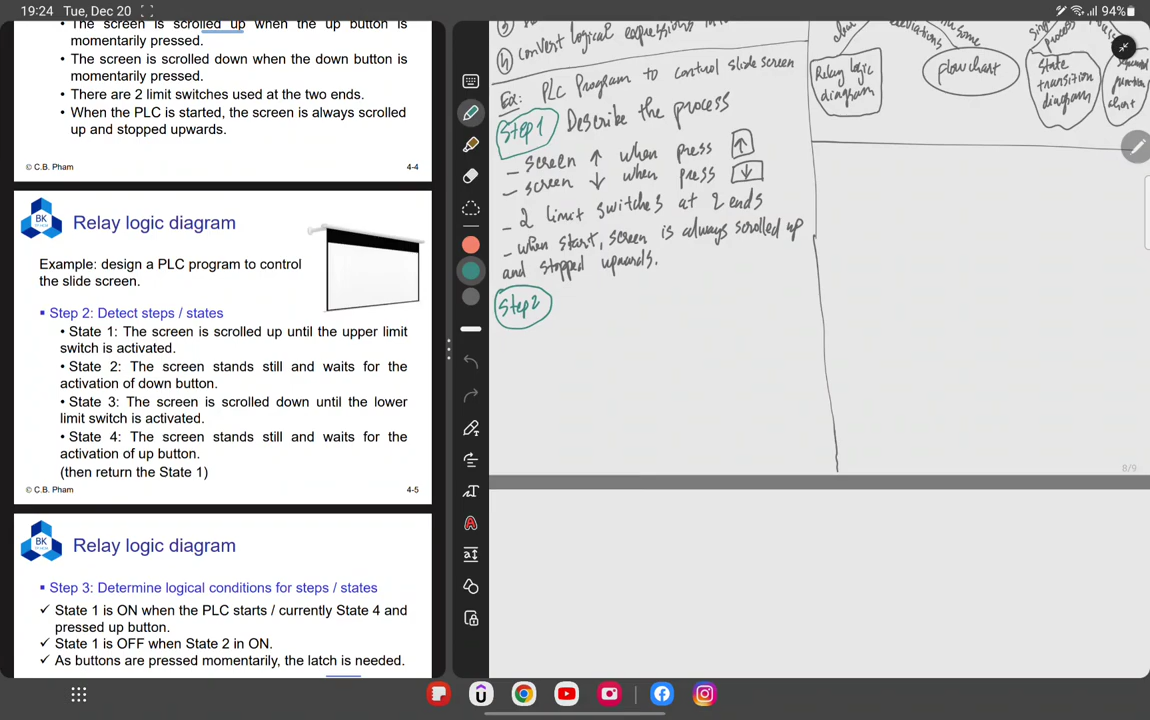 19:24 Tue, Dec 20
94%
• The screen is scrolled up when the up button is
momentarily pressed.
• The screen is scrolled down when the down button is
momentarily pressed.
• There are 2 limit switches used at the two ends.
• When the PLC is started, the screen is always scrolled
up and stopped upwards.
© C.B. Pham
4-4
BK
Relay logic diagram
Example: design a PLC program to control
the slide screen.
▪ Step 2: Detect steps / states
• State 1: The screen is scrolled up until the upper limit
switch is activated.
• State 2: The screen stands still and waits for the
activation of down button.
• State 3: The screen is scrolled down until the lower
limit switch is activated.
• State 4: The screen stands still and waits for the
activation of up button.
(then return the State 1)
© C.B. Pham
4-5
BK
Relay logic diagram
▪ Step 3: Determine logical conditions for steps / states
✓ State 1 is ON when the PLC starts / currently State 4 and
pressed up button.
✓ State 1 is OFF when State 2 in ON.
✓ As buttons are pressed momentarily, the latch is needed.
convert logical expressions
Ex: PLC Program to control slide screen
Step 1 Describe the process
- screen ↑ when press ↑
- screen ↓ when press ↓
- 2 limit switches at 2 ends
- when start, screen is always scrolled up
and stopped upwards.
Step 2
Relay logic
diagram
flow chart
State
transition
diagram
function
chart
8/9